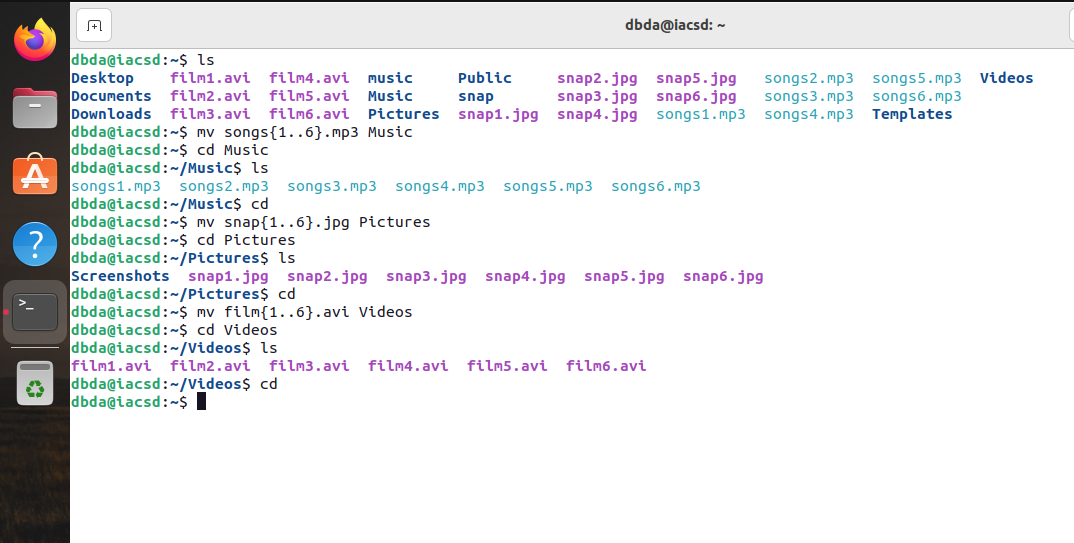 dbda@iacsd: ~
dbda@iacsd:~$ ls
Desktop film1.avi film4.avi music Public snap2.jpg snap5.jpg songs2.mp3 songs5.mp3 Videos
Documents film2.avi film5.avi Music snap snap3.jpg snap6.jpg songs3.mp3 songs6.mp3
Downloads film3.avi film6.avi Pictures snap1.jpg snap4.jpg songs1.mp3 songs4.mp3 Templates
dbda@iacsd:~$ mv songs{1..6}.mp3 Music
dbda@iacsd:~$ cd Music
dbda@iacsd:~/Music$ ls
songs1.mp3 songs2.mp3 songs3.mp3 songs4.mp3 songs5.mp3 songs6.mp3
dbda@iacsd:~/Music$ cd
dbda@iacsd:~$ mv snap{1..6}.jpg Pictures
dbda@iacsd:~$ cd Pictures
dbda@iacsd:~/Pictures$ ls
Screenshots snap1.jpg snap2.jpg snap3.jpg snap4.jpg snap5.jpg snap6.jpg
dbda@iacsd:~/Pictures$ cd
dbda@iacsd:~$ mv film{1..6}.avi Videos
dbda@iacsd:~$ cd Videos
dbda@iacsd:~/Videos$ ls
film1.avi film2.avi film3.avi film4.avi film5.avi film6.avi
dbda@iacsd:~/Videos$ cd
dbda@iacsd:~$